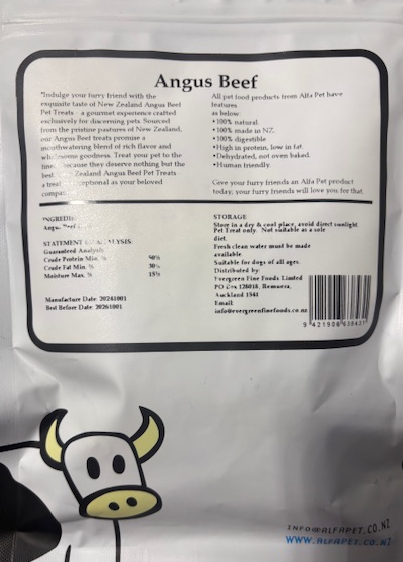 Angus Beef
"Indulge your furry friend with the
exquisite taste of New Zealand Angus Beef
Pet Treats a gourmet experience crafted
exclusively for discerning pets. Sourced
from the pristine pastures of New Zealand,
our Angus Beef treats promise a
mouthwatering blend of rich flavor and
wholesome goodness. Treat your pet to the
because they deserve nothing but the
best Zealand Angus Beef Pet Treats
a treat as your beloved
All pet food products from Alfa Pet have
features
as below:
•100% natural.
•100% made in NZ.
•100% digestible
•High in protein, low in fat.
•Dehydrated, not oven baked.
•Human friendly.
Give your furry friends an Alfa Pet product
today, your furry friends will love you for that.
STATEMENT
Guaranteed Analysis
Crude Protein Min % 50%
Crude Fat Min %
Moisture Max % 15%
Manufacture Date: 20241001
Best Before Date: 20261001
STORAGE
Store in a dry & cool place, avoid direct sunlight
Pet Treat only. Not suitable as a sole
diet.
Fresh clean water must be made
available
Suitable for dogs of all ages.
Distributed by
Evergreen Fine Foods Limited
PO Box 128018, Remuera,
Auckland 1541
Email:
info@evergreenfinefoods.co.nz
INFO@ALFAPET.CO.NZ
WWW.ALFAPET.CO.NZ